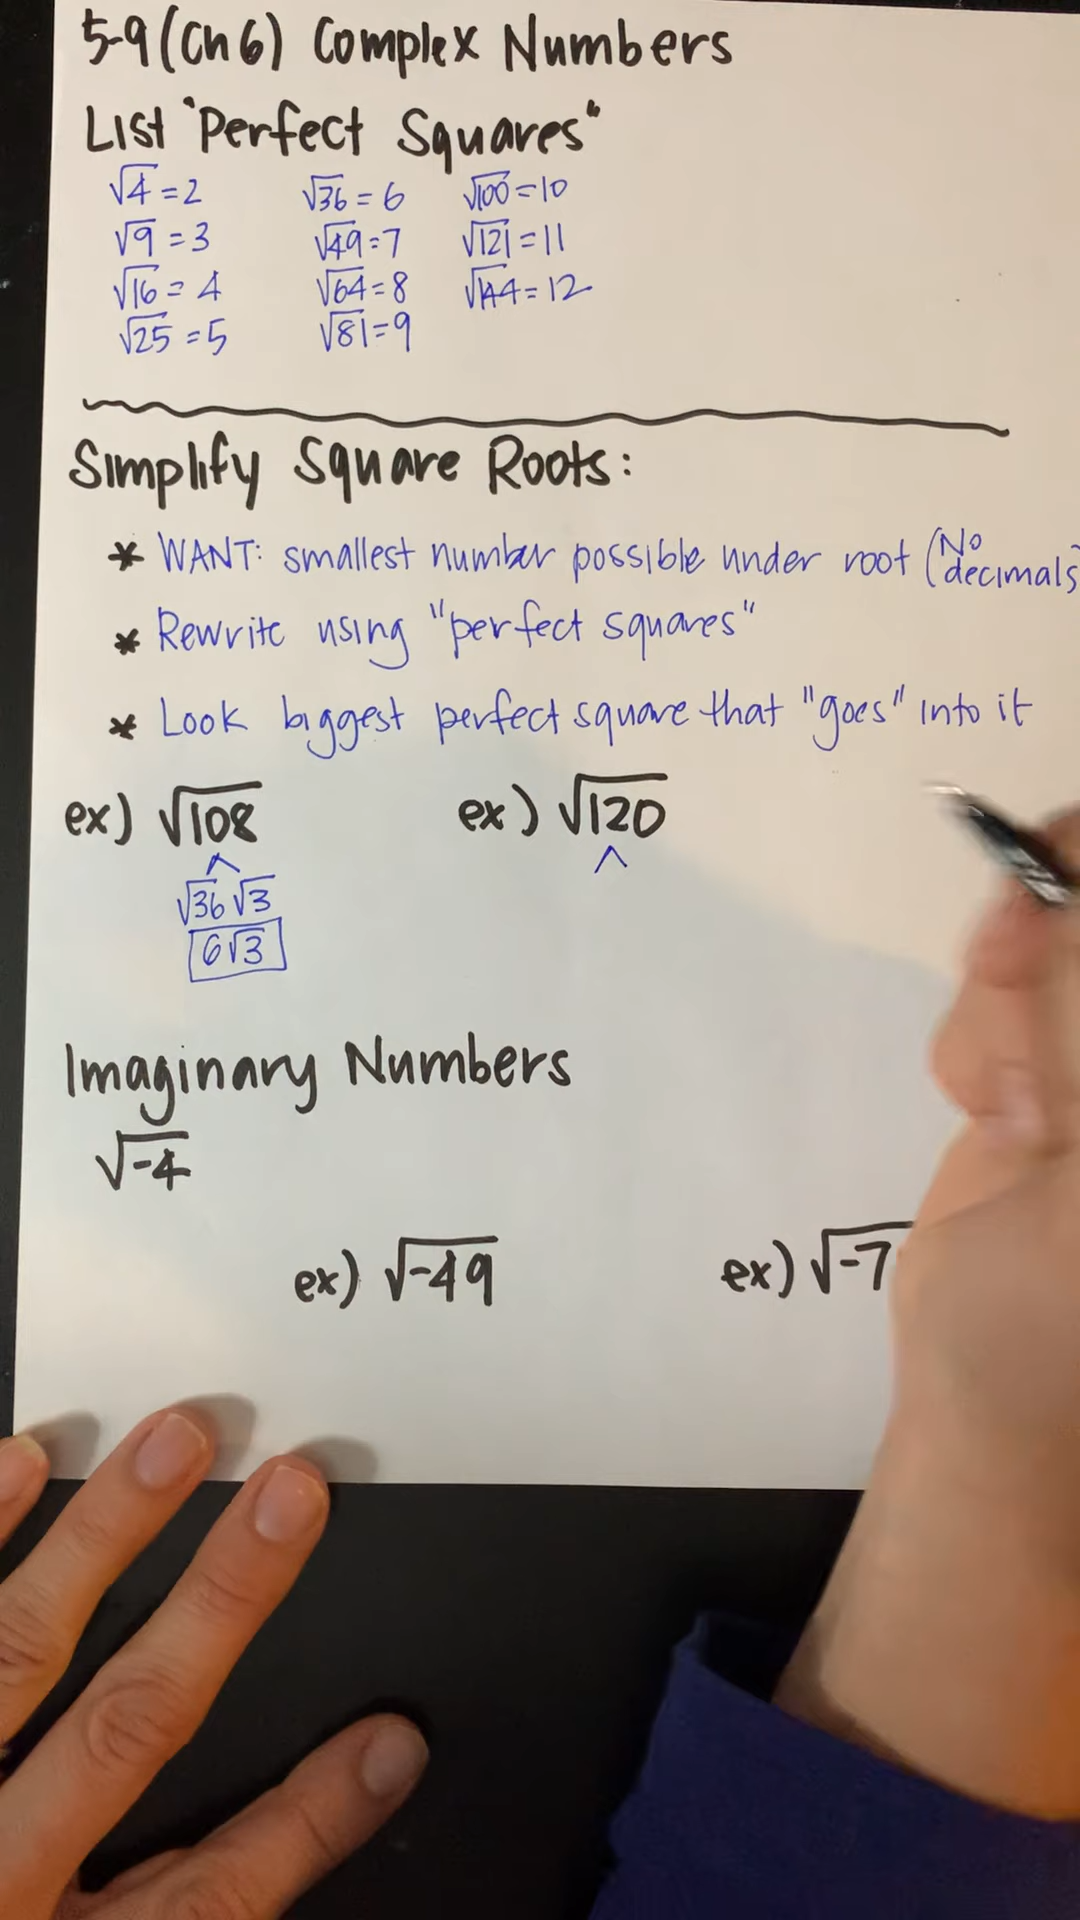 5-9 (Ch 6) Complex Numbers
List "Perfect Squares"
√4 = 2 √36 = 6 √100 = 10
√9 = 3 √49 = 7 √121 = 11
√16 = 4 √64 = 8 √144 = 12
√25 = 5 √81 = 9
Simplify Square Roots:
* WANT: smallest number possible under root (No decimals)
* Rewrite using "perfect squares"
* Look biggest perfect square that "goes" into it
ex) √108 ex) √120
√36 √3
6√3
Imaginary Numbers
√-4
ex) √-49 ex) √-7